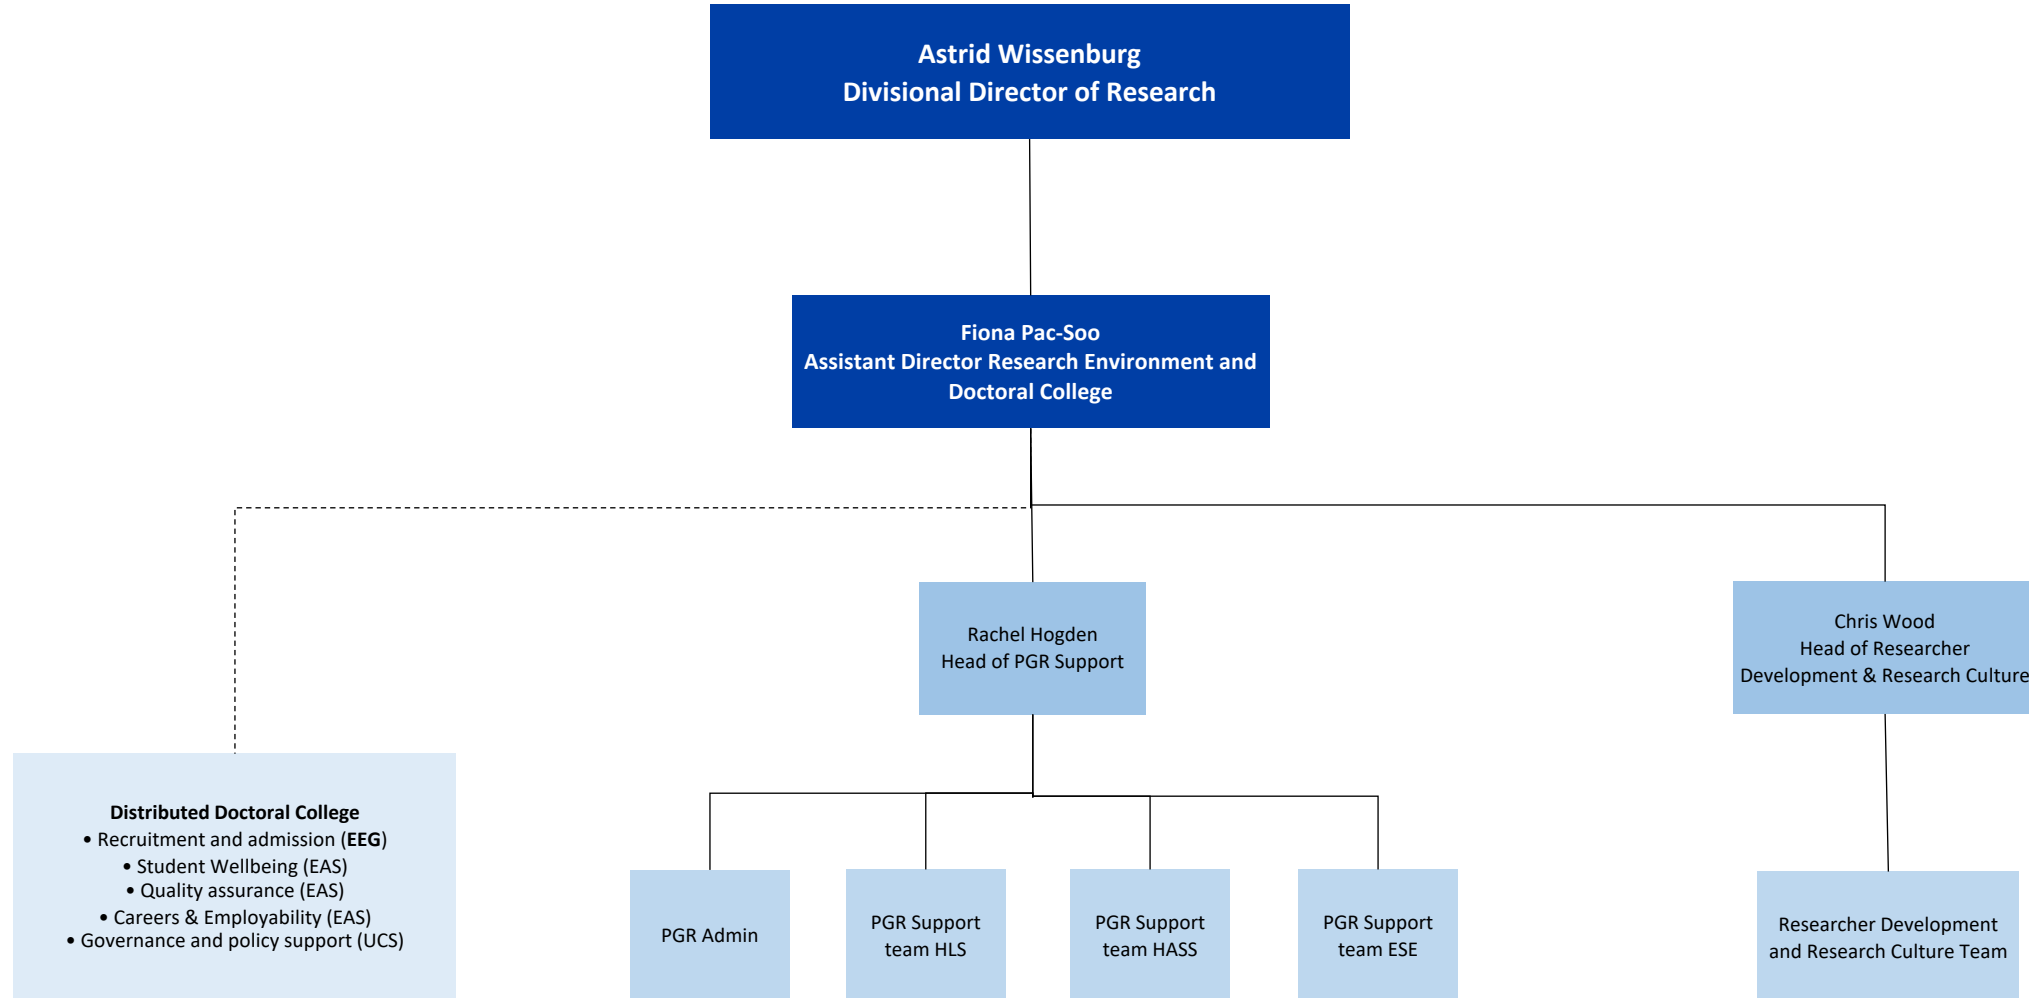 Astrid Wissenburg
Divisional Director of Research
Fiona Pac-Soo
Assistant Director Research Environment and
Doctoral College
Rachel Hogden
Head of PGR Support
Chris Wood
Head of Researcher
Development & Research Culture
Distributed Doctoral College
• Recruitment and admission (EEG)
• Student Wellbeing (EAS)
• Quality assurance (EAS)
• Careers & Employability (EAS)
• Governance and policy support (UCS)
PGR Admin
PGR Support
team HLS
PGR Support
team HASS
PGR Support
team ESE
Researcher Development
and Research Culture Team